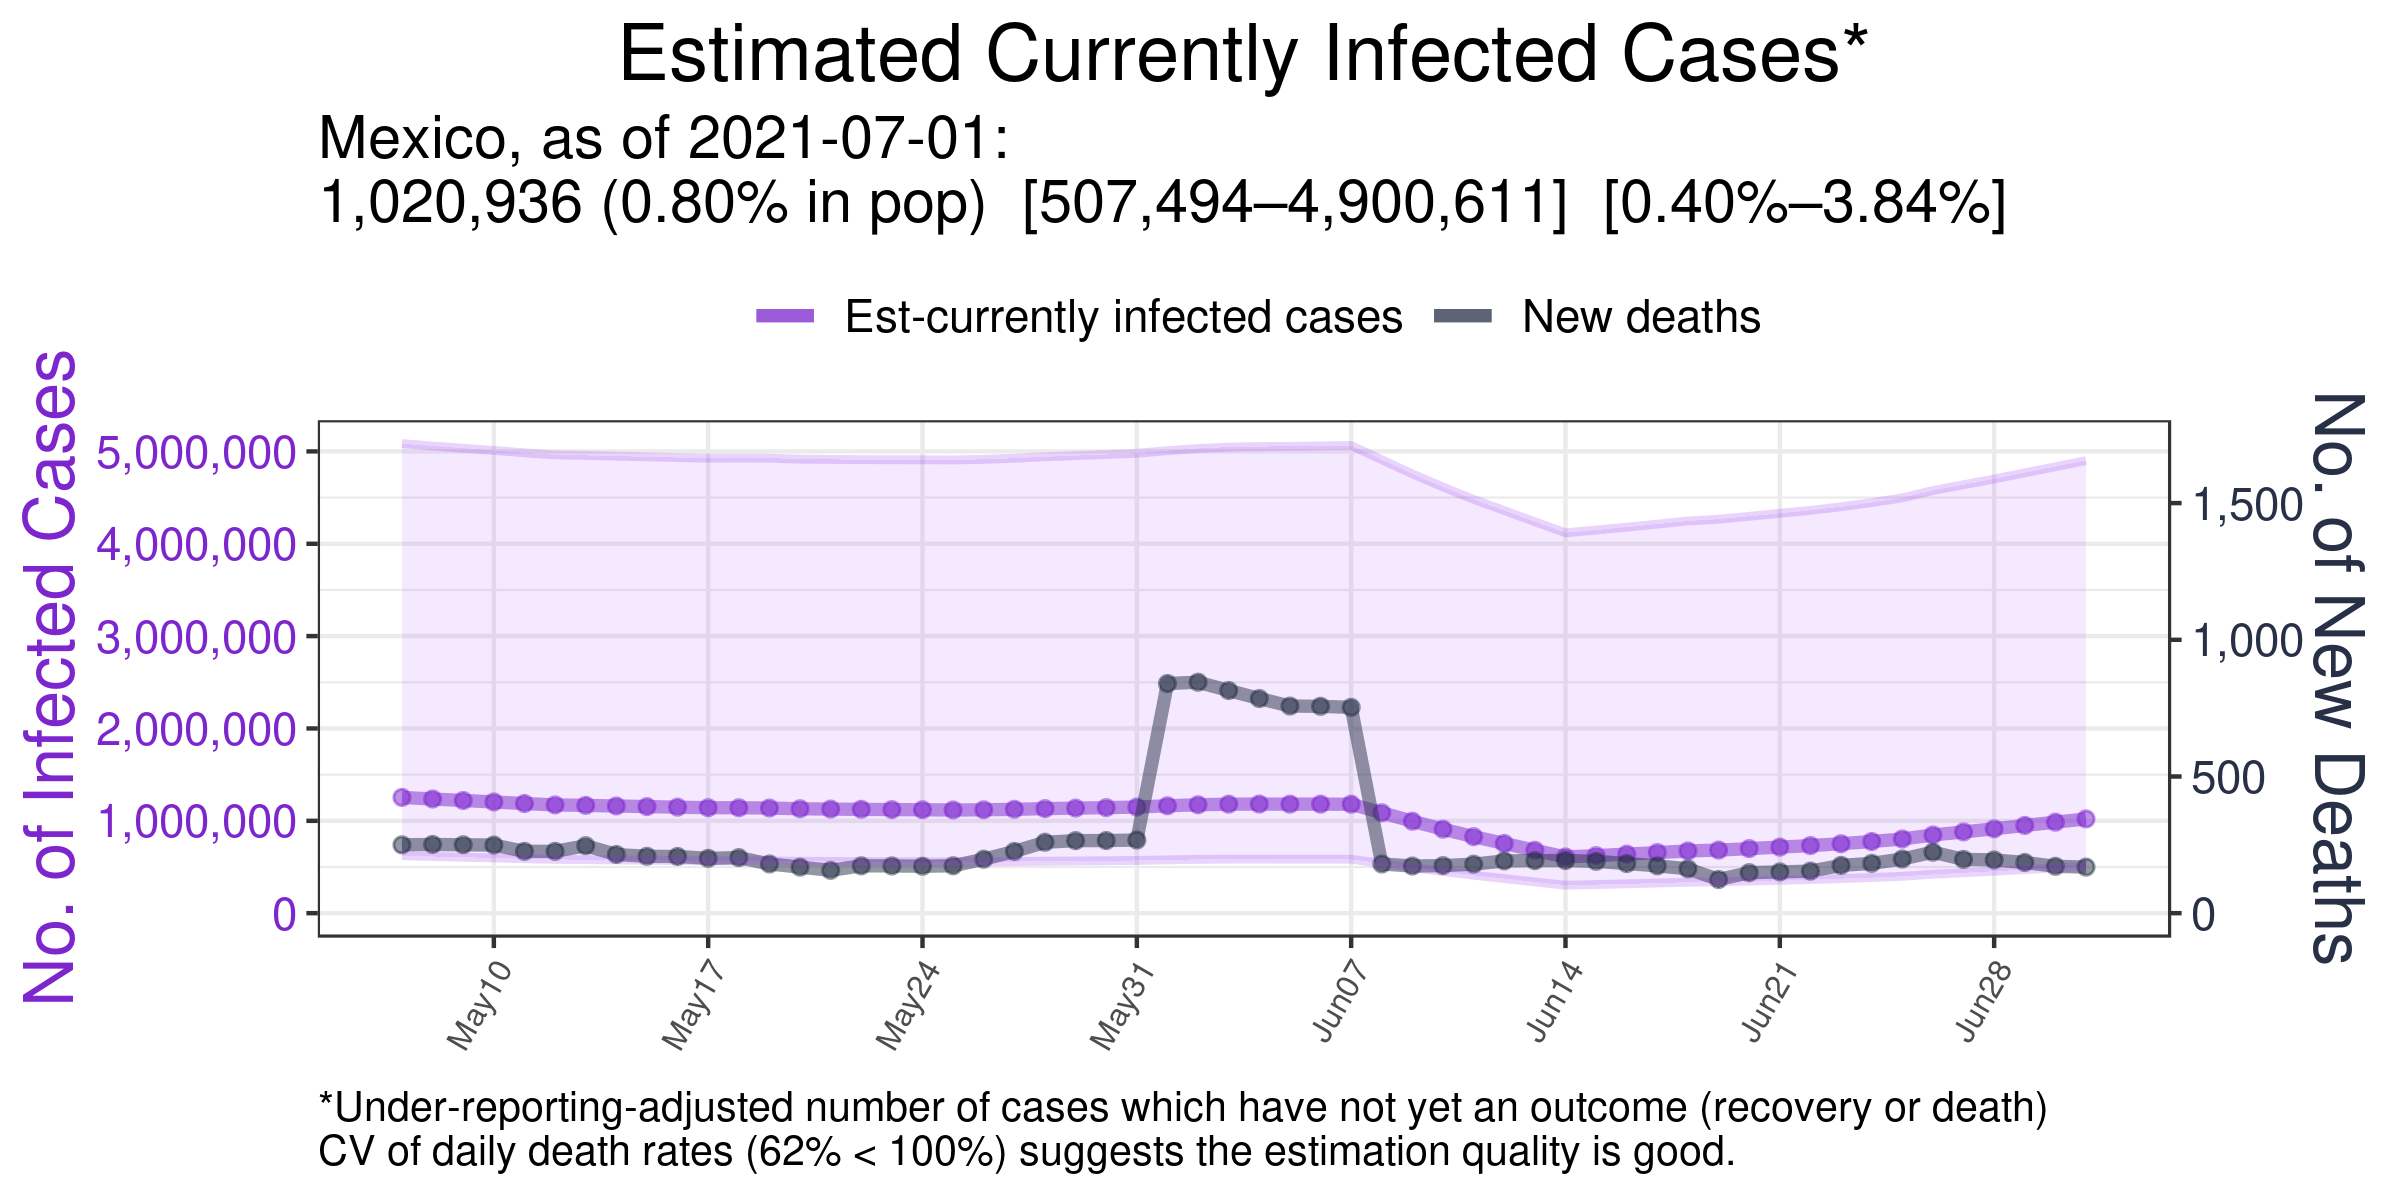 Estimated Currently Infected Cases*
Mexico, as of 2021-07-01:
1,020,936 (0.80% in pop) [507,494–4,900,611] [0.40%–3.84%]
Est-currently infected cases New deaths
No. of Infected Cases
5,000,000
4,000,000
3,000,000
2,000,000
1,000,000
0
1,500
1,000
500
0
No. of New Deaths
May10 May17 May24 May31 Jun07 Jun14 Jun21 Jun28
*Under-reporting-adjusted number of cases which have not yet an outcome (recovery or death)
CV of daily death rates (62% < 100%) suggests the estimation quality is good.